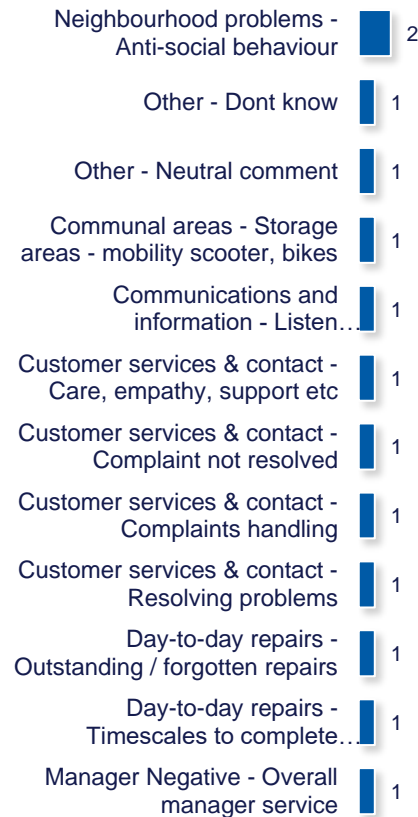 Neighbourhood problems -
Anti-social behaviour
2
Other - Dont know
1
Other - Neutral comment
1
Communal areas - Storage
areas - mobility scooter, bikes
1
Communications and
information - Listen…
1
Customer services & contact -
Care, empathy, support etc
1
Customer services & contact -
Complaint not resolved
1
Customer services & contact -
Complaints handling
1
Customer services & contact -
Resolving problems
1
Day-to-day repairs -
Outstanding / forgotten repairs
1
Day-to-day repairs -
Timescales to complete…
1
Manager Negative - Overall
manager service
1